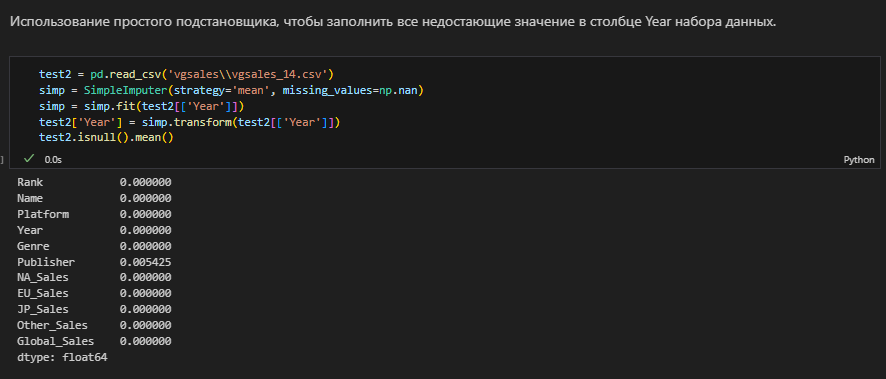 Использование простого подстановщика, чтобы заполнить все недостающие значение в столбце Year набора данных.
test2 = pd.read_csv('vgsales\\vgsales_14.csv')
simp = SimpleImputer(strategy='mean', missing_values=np.nan)
simp = simp.fit(test2[['Year']])
test2['Year'] = simp.transform(test2[['Year']])
test2.isnull().mean()
] ✓ 0.0s Python
Rank 0.000000
Name 0.000000
Platform 0.000000
Year 0.000000
Genre 0.000000
Publisher 0.005425
NA_Sales 0.000000
EU_Sales 0.000000
JP_Sales 0.000000
Other_Sales 0.000000
Global_Sales 0.000000
dtype: float64